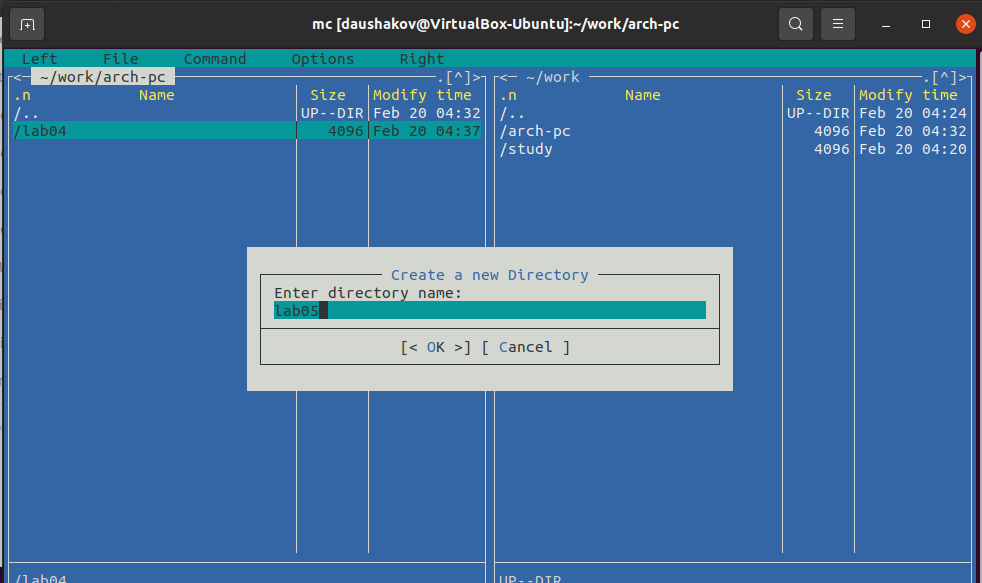 mc [daushakov@VirtualBox-Ubuntu]:~/work/arch-pc
Left File Command Options Right
<─ ~/work/arch-pc ─.[^]>
.n Name Size Modify time
/.. UP--DIR Feb 20 04:32
/lab04 4096 Feb 20 04:37
<─ ~/work ─.[^]>
.n Name Size Modify time
/.. UP--DIR Feb 20 04:24
/arch-pc 4096 Feb 20 04:32
/study 4096 Feb 20 04:20
Create a new Directory
Enter directory name:
lab05
[< OK >] [ Cancel ]
/lab04
UP--DIR